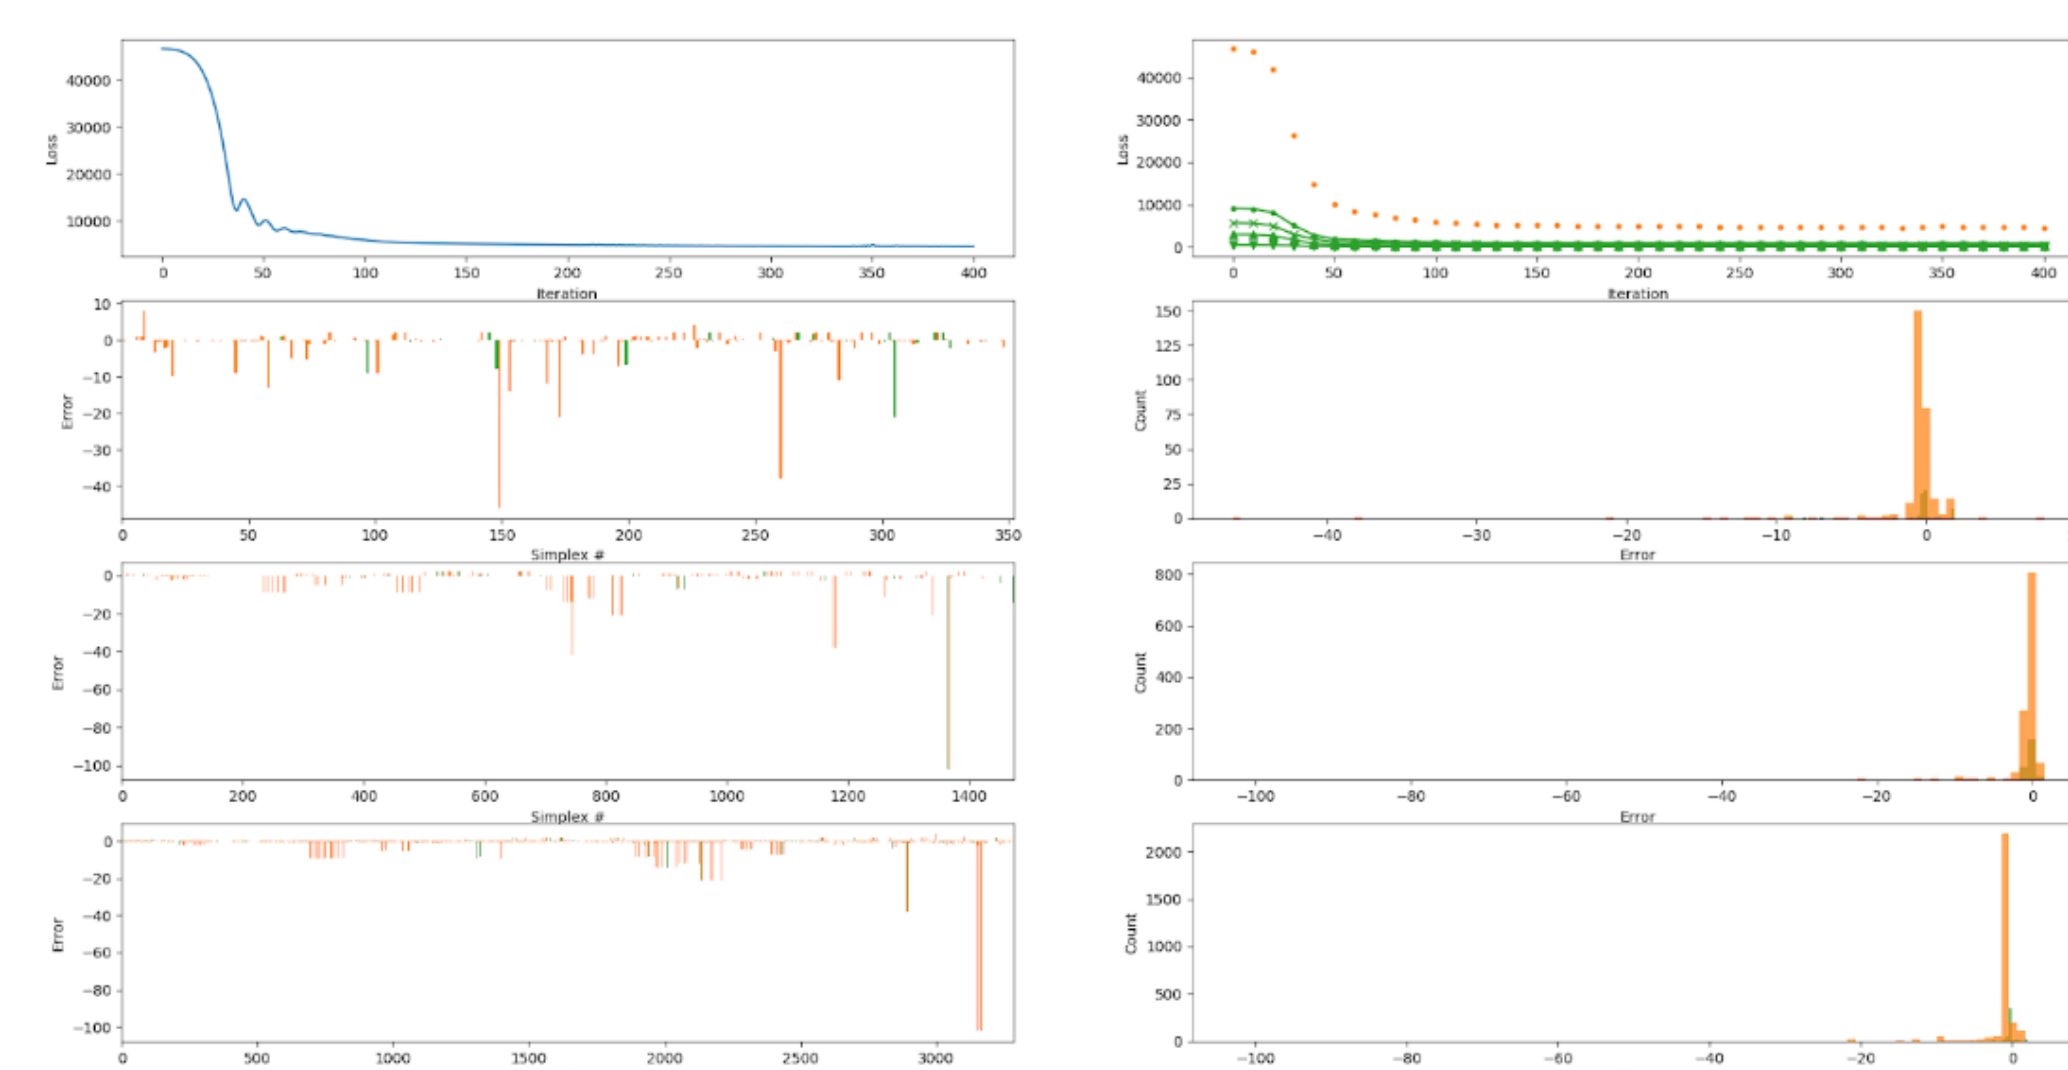 40000
30000
20000
10000
Loss
0 50 100 150 200 250 300 350 400
Iteration
10
0
−10
−20
−30
−40
Error
0 50 100 150 200 250 300 350
Simplex #
0
−20
−40
−60
−80
−100
Error
0 200 400 600 800 1000 1200 1400
Simplex #
0
−20
−40
−60
−80
−100
Error
0 500 1000 1500 2000 2500 3000
40000
30000
20000
10000
0
Loss
0 50 100 150 200 250 300 350 400
Iteration
150
125
100
75
50
25
0
Count
−40 −30 −20 −10 0
Error
800
600
400
200
0
Count
−100 −80 −60 −40 −20 0
Error
2000
1500
1000
500
0
Count
−100 −80 −60 −40 −20 0